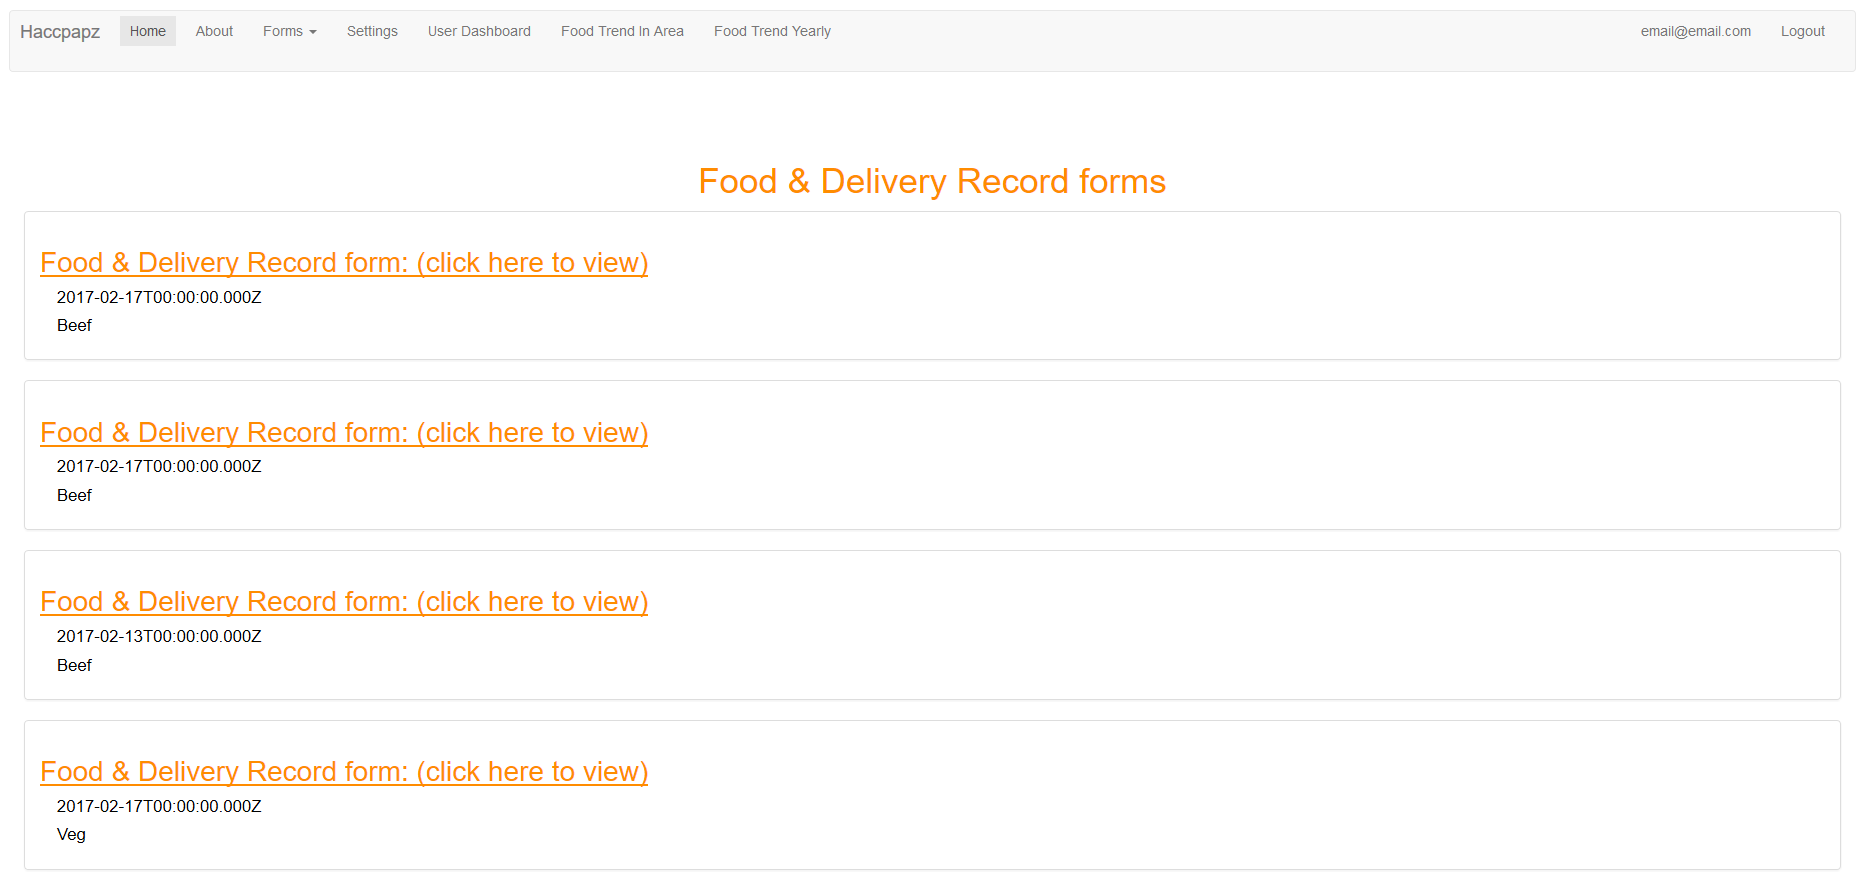 Haccpapz Home About Forms Settings User Dashboard Food Trend In Area Food Trend Yearly email@email.com Logout
Food & Delivery Record forms
Food & Delivery Record form: (click here to view)
2017-02-17T00:00:00.000Z
Beef
Food & Delivery Record form: (click here to view)
2017-02-17T00:00:00.000Z
Beef
Food & Delivery Record form: (click here to view)
2017-02-13T00:00:00.000Z
Beef
Food & Delivery Record form: (click here to view)
2017-02-17T00:00:00.000Z
Veg